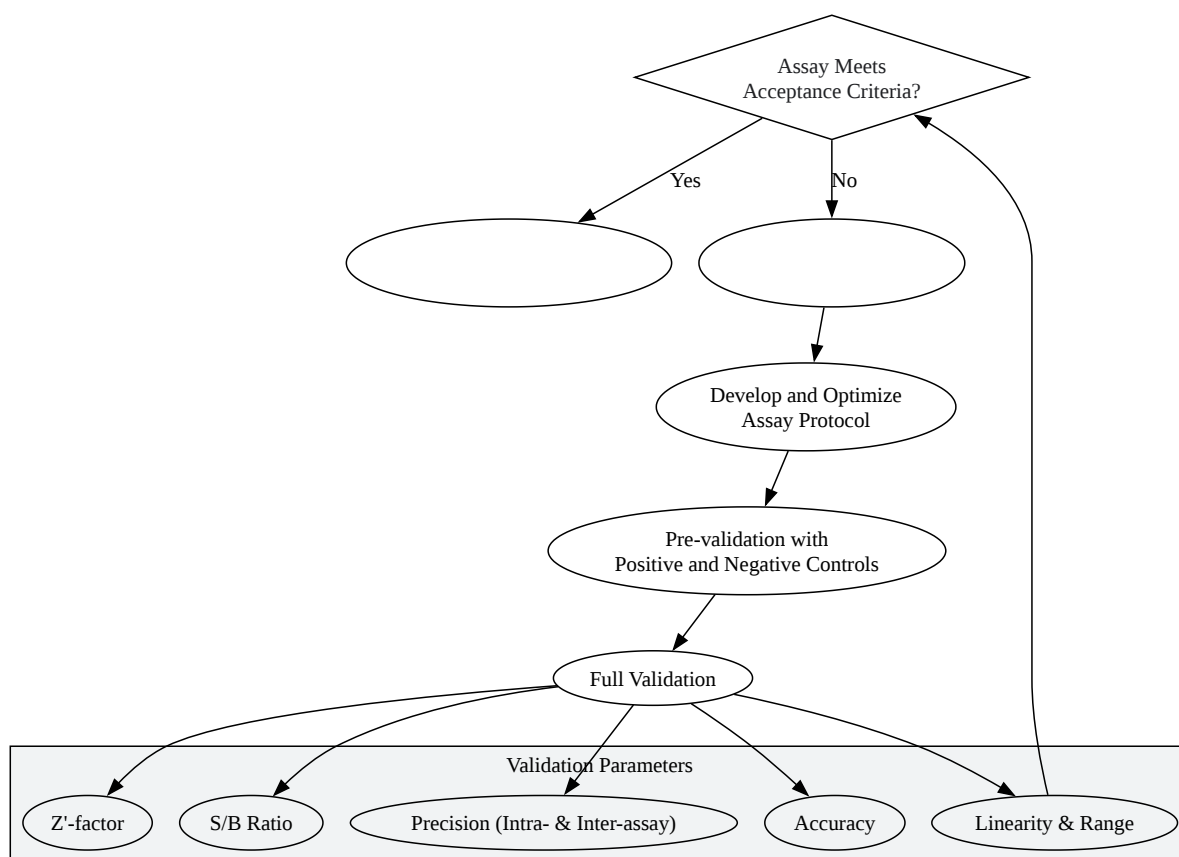 Assay Meets
Acceptance Criteria?
Yes
No
Develop and Optimize
Assay Protocol
Pre-validation with
Positive and Negative Controls
Full Validation
Validation Parameters
Z'-factor
S/B Ratio
Precision (Intra- & Inter-assay)
Accuracy
Linearity & Range